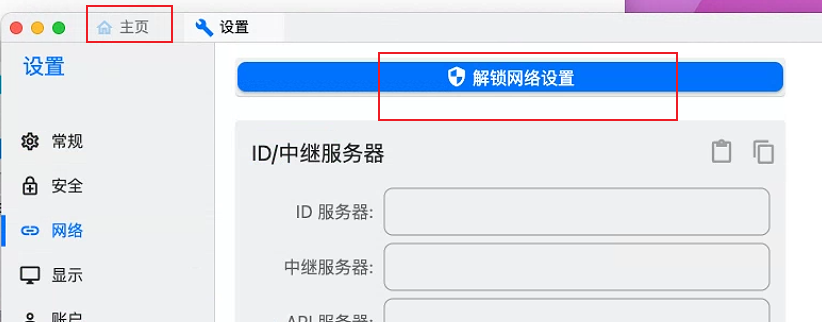 主页
设置
设置
解锁网络设置
常规
安全
网络
显示
账户
ID/中继服务器
ID 服务器:
中继服务器:
API 服务器: